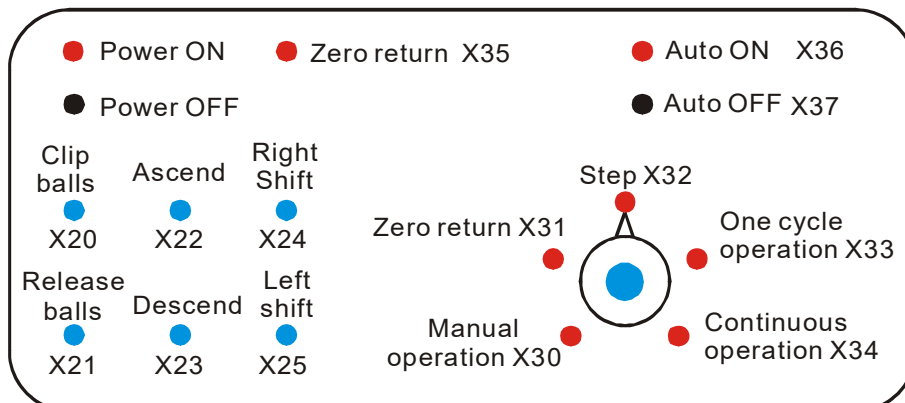 Power ON
Zero return X35
Auto ON X36
Power OFF
Auto OFF X37
Clip
balls
X20
Ascend
X22
Right
Shift
X24
Release
balls
X21
Descend
X23
Left
shift
X25
Step X32
Zero return X31
One cycle
operation X33
Manual
operation X30
Continuous
operation X34